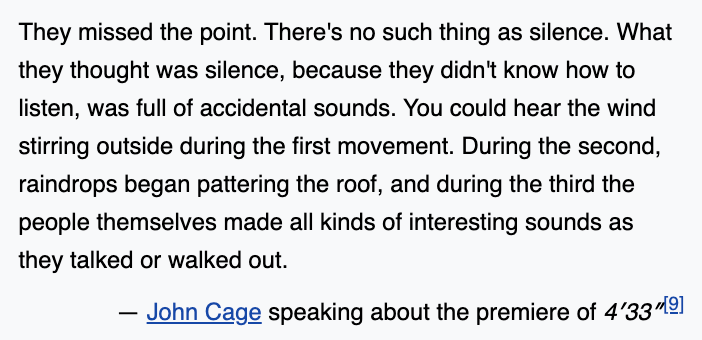 They missed the point. There's no such thing as silence. What
they thought was silence, because they didn't know how to
listen, was full of accidental sounds. You could hear the wind
stirring outside during the first movement. During the second,
raindrops began pattering the roof, and during the third the
people themselves made all kinds of interesting sounds as
they talked or walked out.
— John Cage speaking about the premiere of 4′33″[9]